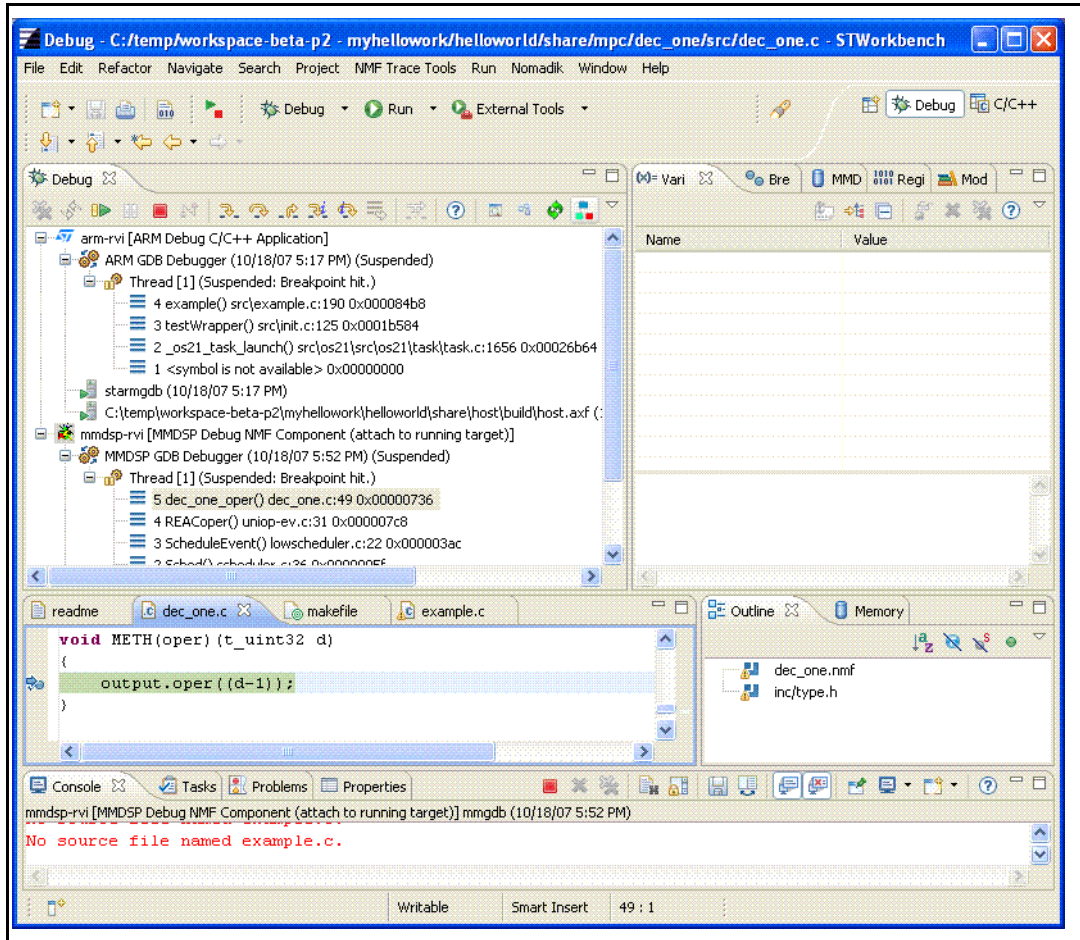 Debug - C:/temp/workspace-beta-p2 - myhellowork/helloworld/share/mpc/dec_one/src/dec_one.c - STWorkbench
File Edit Refactor Navigate Search Project NMF Trace Tools Run Nomadik Window Help
Debug Run External Tools Debug C/C++
Debug
arm-rvi [ARM Debug C/C++ Application]
ARM GDB Debugger (10/18/07 5:17 PM) (Suspended)
Thread [1] (Suspended: Breakpoint hit.)
4 example() src\example.c:190 0x000084b8
3 testWrapper() src\init.c:125 0x0001b584
2 _os21_task_launch() src\os21\src\os21\task\task.c:1656 0x00026b64
1 <symbol is not available> 0x00000000
starmgdb (10/18/07 5:17 PM)
C:\temp\workspace-beta-p2\myhellowork\helloworld\share\host\build\host.axf (
mmdsp-rvi [MMDSP Debug NMF Component (attach to running target)]
MMDSP GDB Debugger (10/18/07 5:52 PM) (Suspended)
Thread [1] (Suspended: Breakpoint hit.)
5 dec_one_oper() dec_one.c:49 0x00000736
4 REACoper() uniop-ev.c:31 0x000007c8
3 ScheduleEvent() lowscheduler.c:22 0x000003ac
(x)= Vari Bre MMD 1010 0101 Regi Mod
Name Value
readme dec_one.c makefile example.c
void METH(oper)(t_uint32 d)
{
output.oper((d-1));
}
Outline Memory
dec_one.nmf
inc/type.h
Console Tasks Problems Properties
mmdsp-rvi [MMDSP Debug NMF Component (attach to running target)] mmgdb (10/18/07 5:52 PM)
No source file named example.c.
Writable Smart Insert 49 : 1